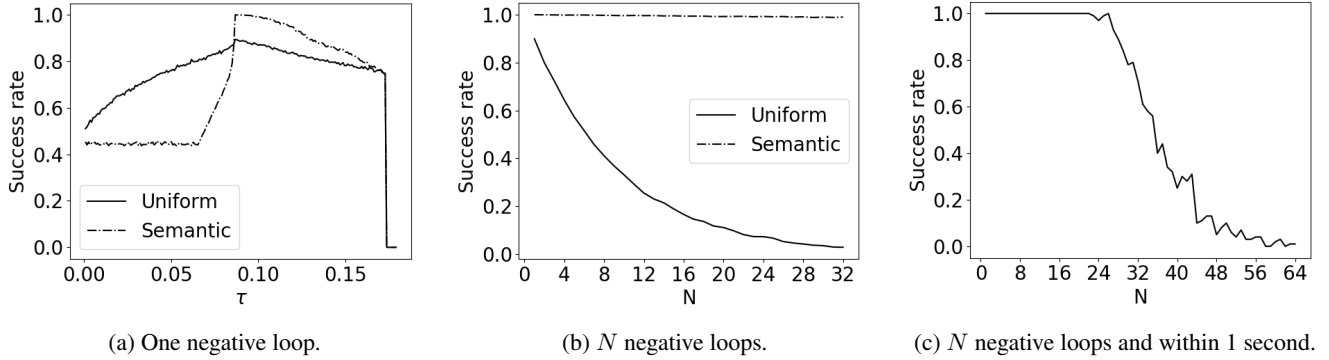 Success rate
1.0
0.8
0.6
0.4
0.2
0.0
Uniform
Semantic
0.00 0.05 0.10 0.15
τ
(a) One negative loop.
Success rate
1.0
0.8
0.6
0.4
0.2
0.0
Uniform
Semantic
4 8 12 16 20 24 28 32
N
(b) N negative loops.
Success rate
1.0
0.8
0.6
0.4
0.2
0.0
0 8 16 24 32 40 48 56 64
N
(c) N negative loops and within 1 second.